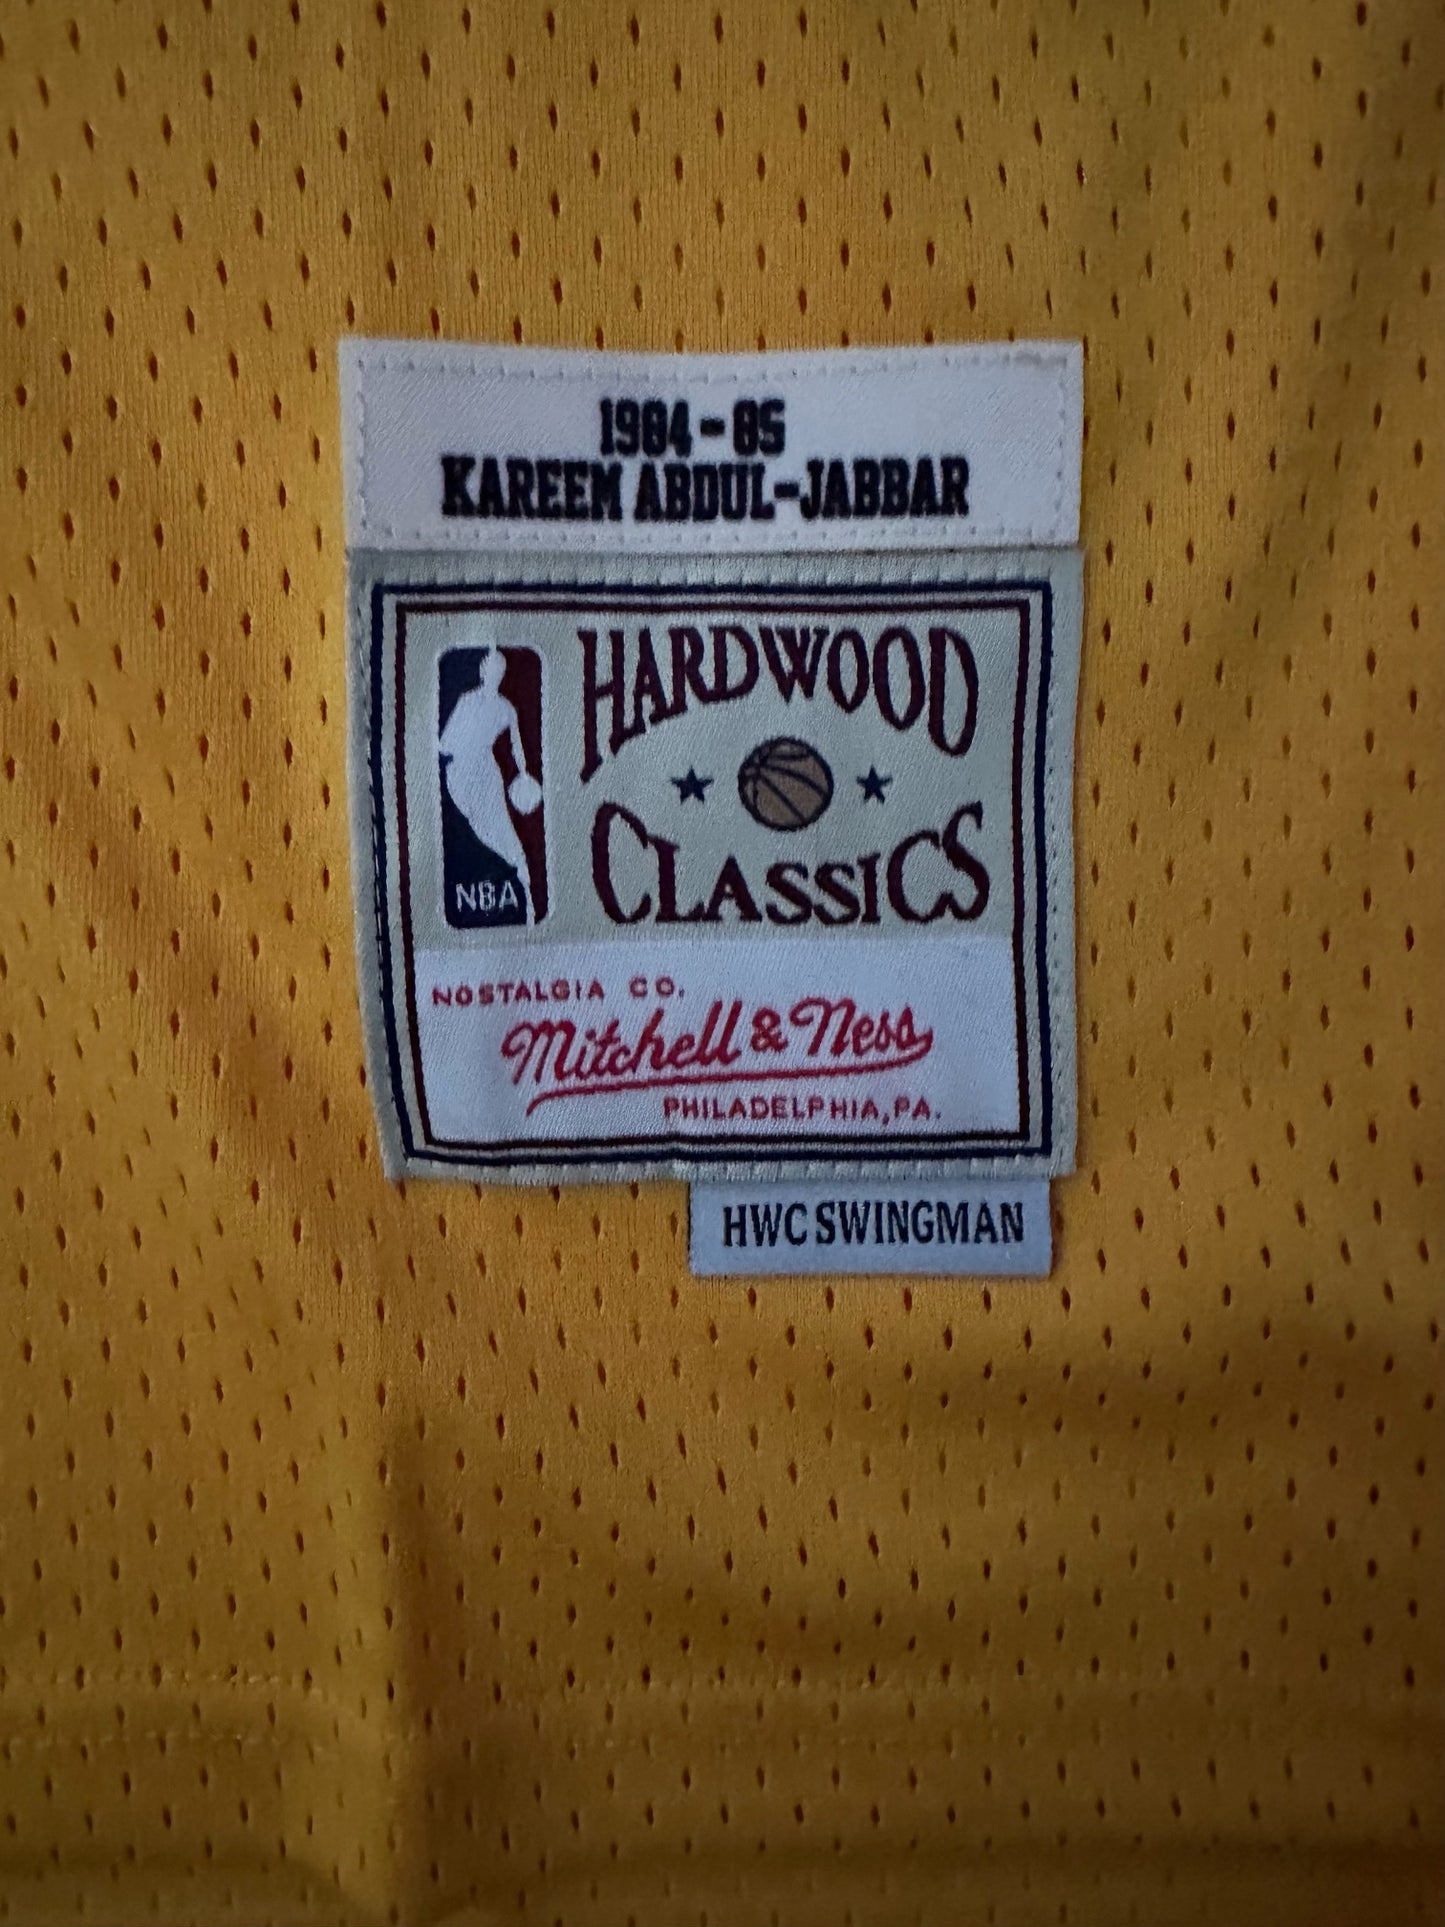 1984-85
KAREEM ABDUL-JABBAR
HARDWOOD
CLASSICS
NBA
NOSTALGIA CO.
Mitchell & Ness
PHILADELPHIA, PA.
HWC SWINGMAN